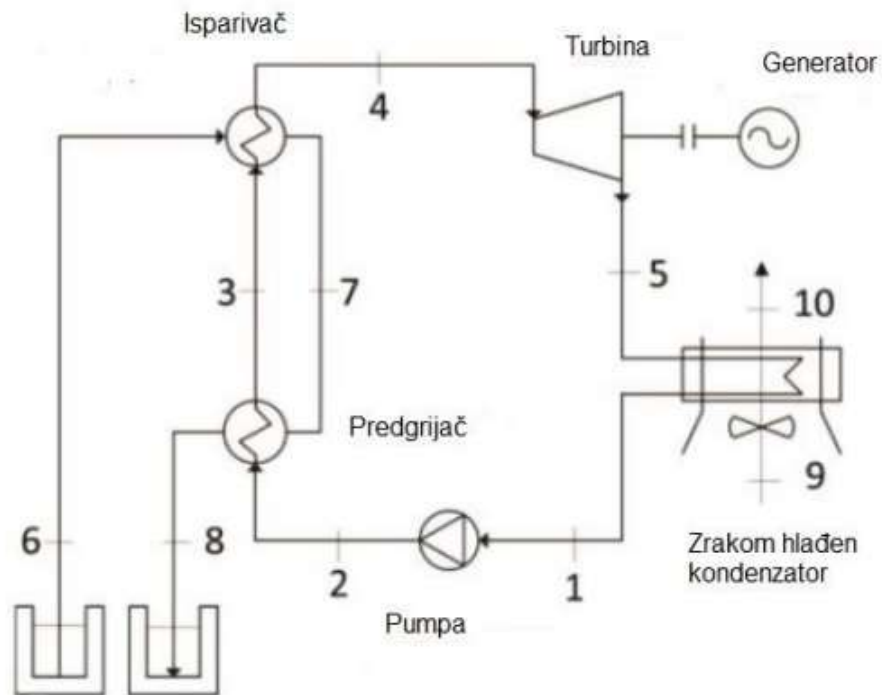 Isparivač
Turbina
Generator
4
5
10
3
7
Predgrijač
9
6
8
2
1
Zrakom hlađen
kondenzator
Pumpa